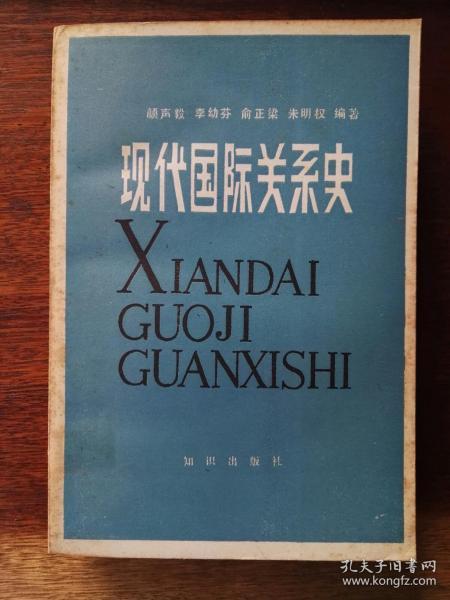 颜声毅 李幼芬 俞正梁 朱明权 编著
现代国际关系史
XIANDAI
GUOJI
GUANXISHI
知识出版社
孔夫子旧书网
www.kongfz.com